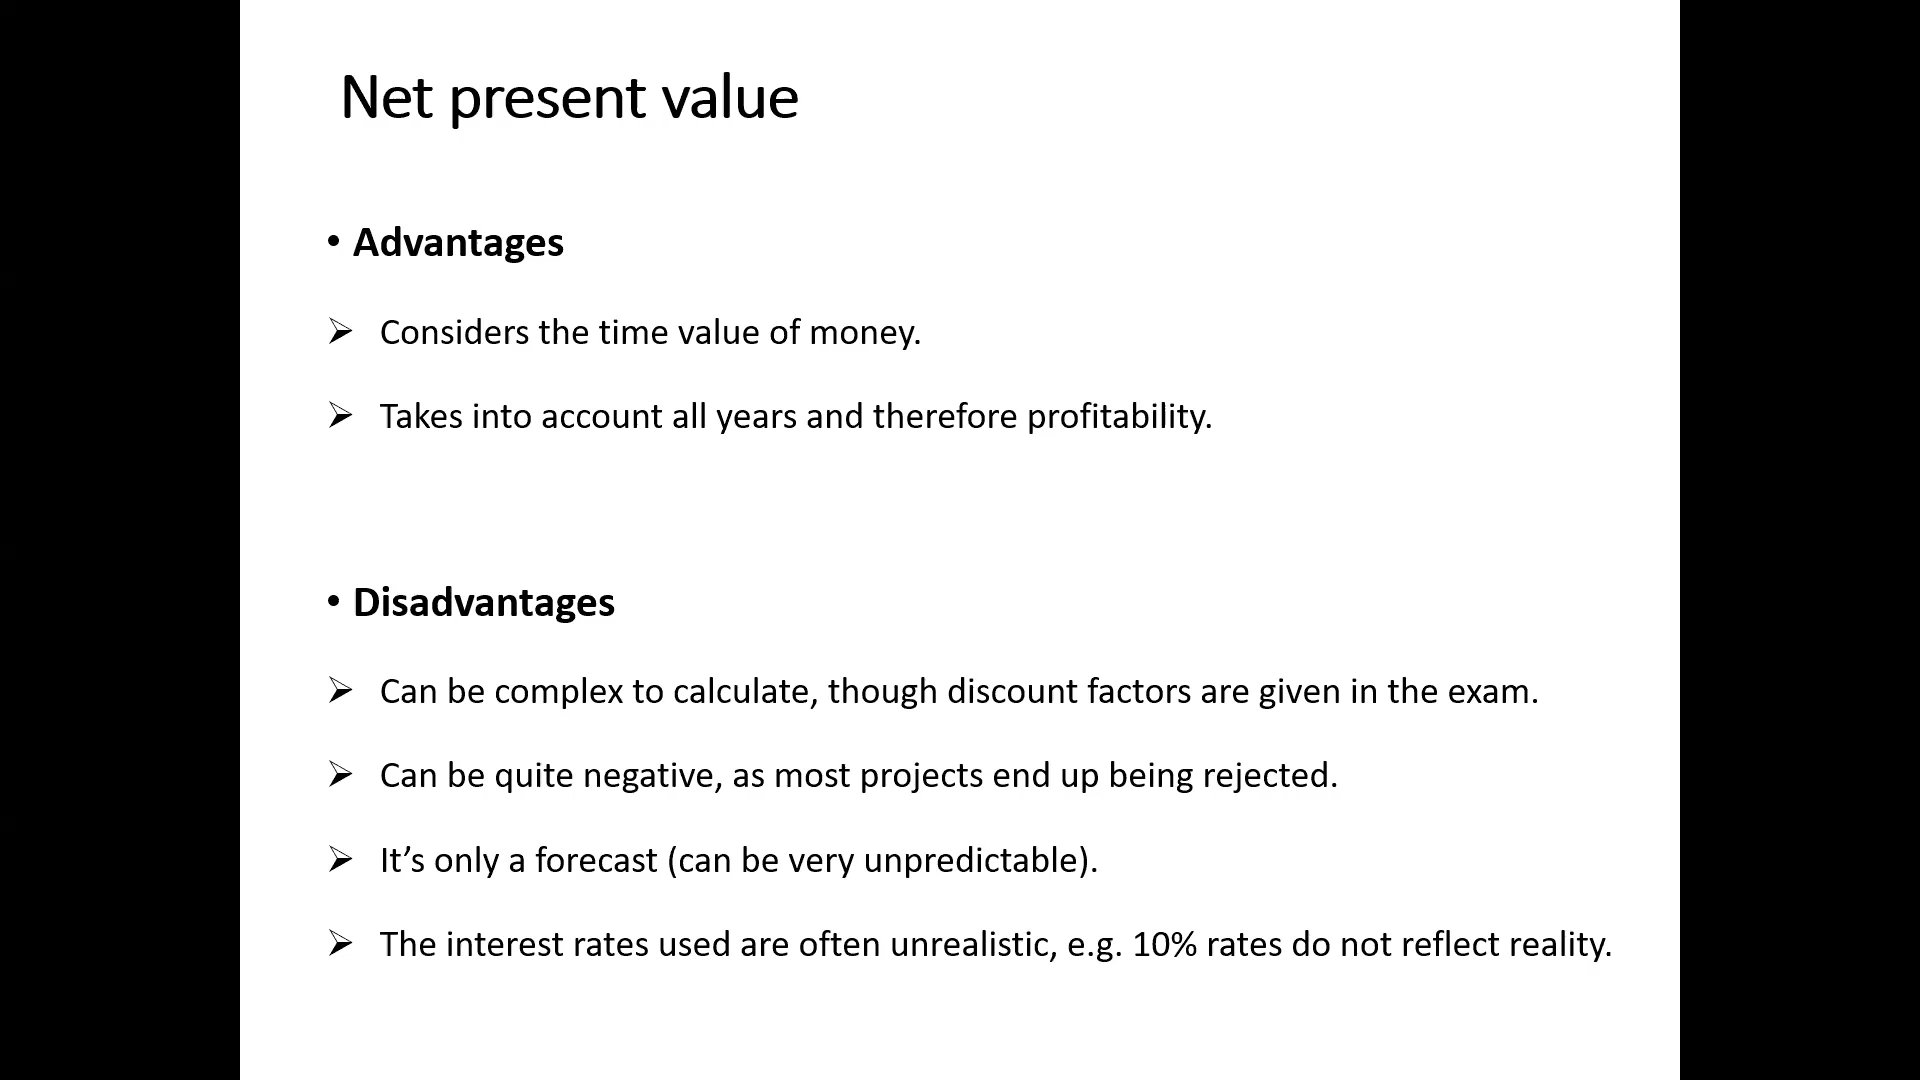 Net present value
• Advantages
➢ Considers the time value of money.
➢ Takes into account all years and therefore profitability.
• Disadvantages
➢ Can be complex to calculate, though discount factors are given in the exam.
➢ Can be quite negative, as most projects end up being rejected.
➢ It’s only a forecast (can be very unpredictable).
➢ The interest rates used are often unrealistic, e.g. 10% rates do not reflect reality.